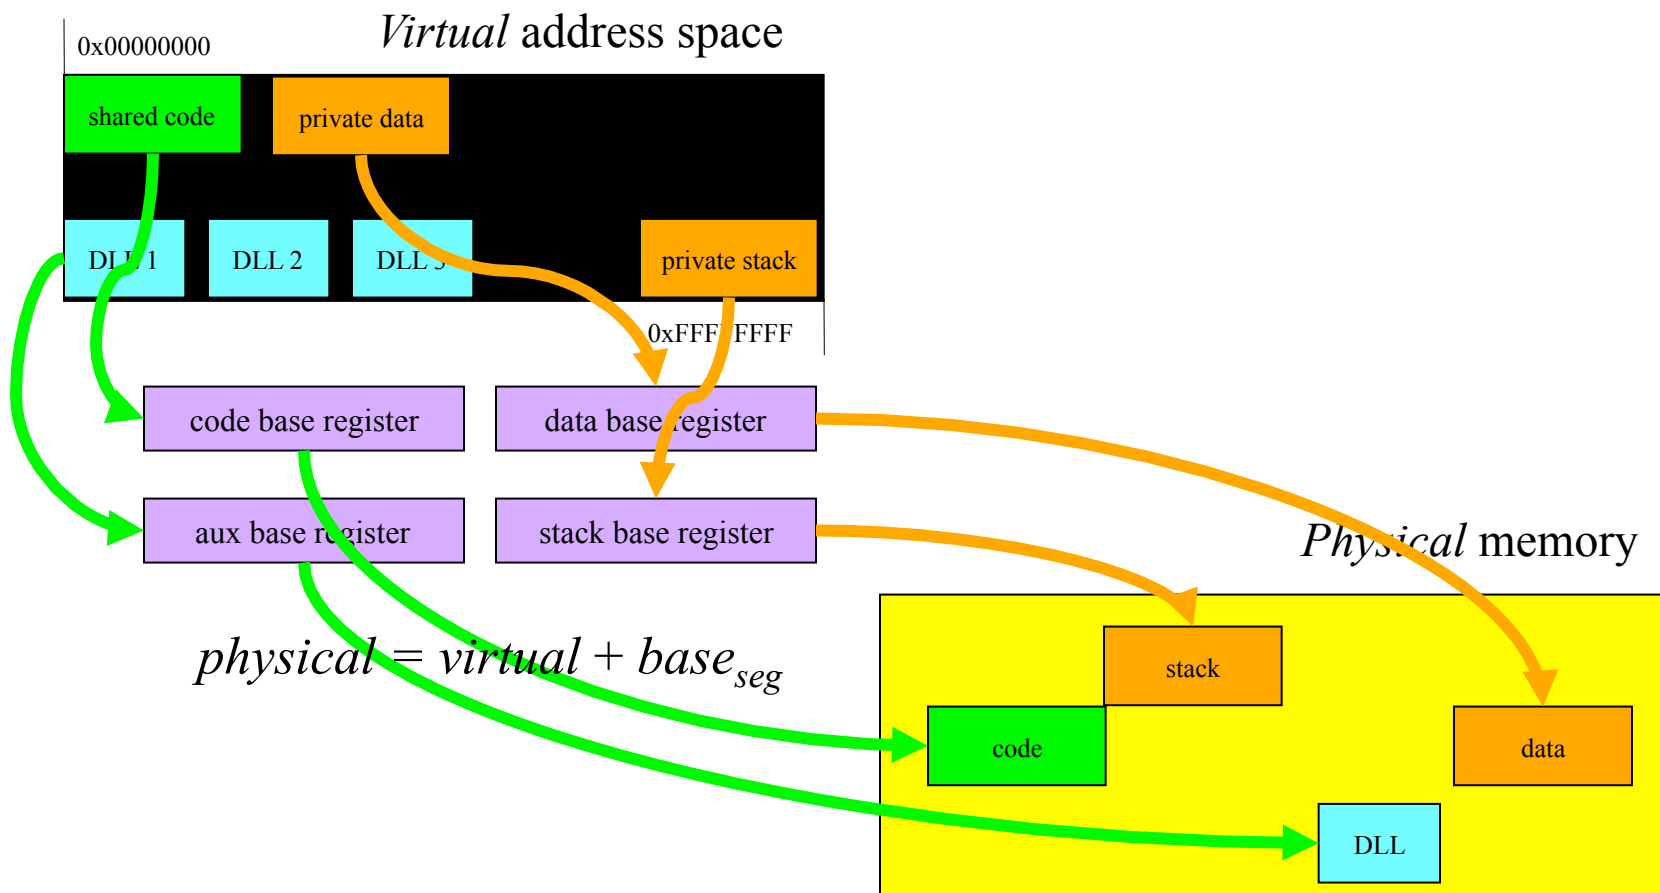 Virtual address space
0x00000000
shared code
private data
DLL 1
DLL 2
DLL 3
private stack
0xFFFFFFFF
code base register
data base register
aux base register
stack base register
Physical memory
physical = virtual + base_seg
stack
code
data
DLL